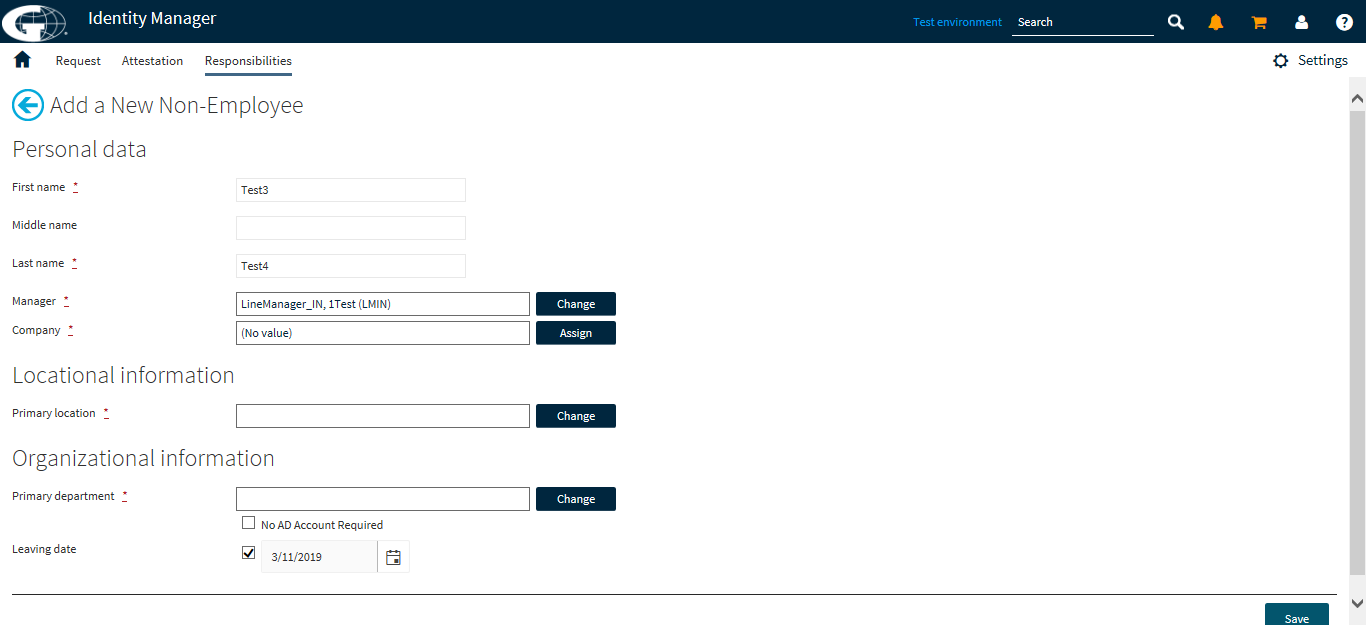 Identity Manager
Test environment Search
Request Attestation Responsibilities Settings
Add a New Non-Employee
Personal data
First name * Test3
Middle name
Last name * Test4
Manager * LineManager_IN, 1Test (LMIN) Change
Company * (No value) Assign
Locational information
Primary location * Change
Organizational information
Primary department * Change
No AD Account Required
Leaving date 3/11/2019
Save